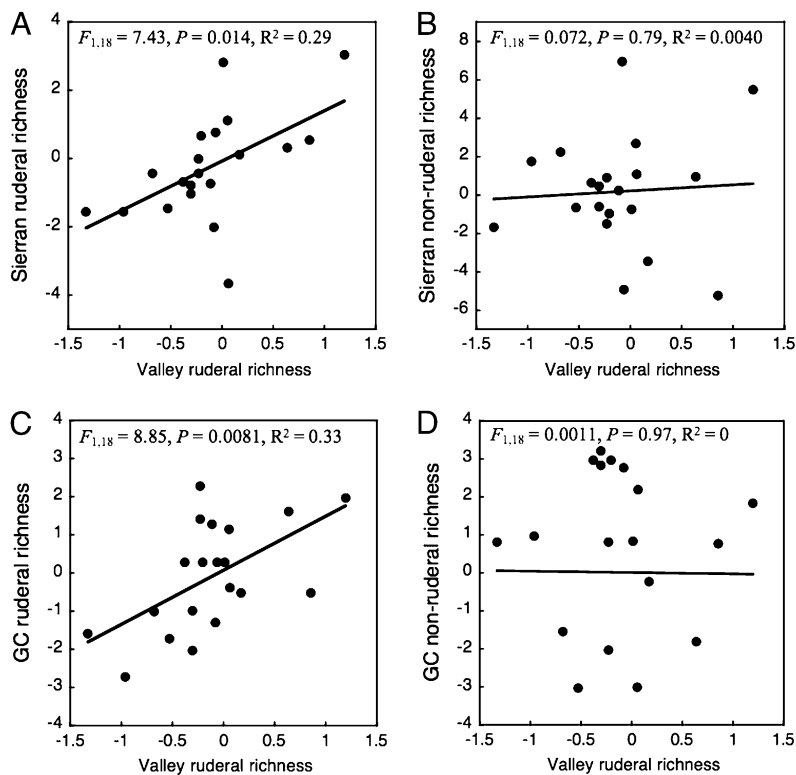 A
F1,18 = 7.43, P = 0.014, R² = 0.29
Sierran ruderal richness
4
2
0
-2
-4
-1.5 -1 -0.5 0 0.5 1 1.5
Valley ruderal richness
B
F1,18 = 0.072, P = 0.79, R² = 0.0040
Sierran non-ruderal richness
8
6
4
2
0
-2
-4
-6
-1.5 -1 -0.5 0 0.5 1 1.5
Valley ruderal richness
C
F1,18 = 8.85, P = 0.0081, R² = 0.33
GC ruderal richness
4
3
2
1
0
-1
-2
-3
-4
-1.5 -1 -0.5 0 0.5 1 1.5
Valley ruderal richness
D
F1,18 = 0.0011, P = 0.97, R² = 0
GC non-ruderal richness
4
3
2
1
0
-1
-2
-3
-4
-1.5 -1 -0.5 0 0.5 1 1.5
Valley ruderal richness